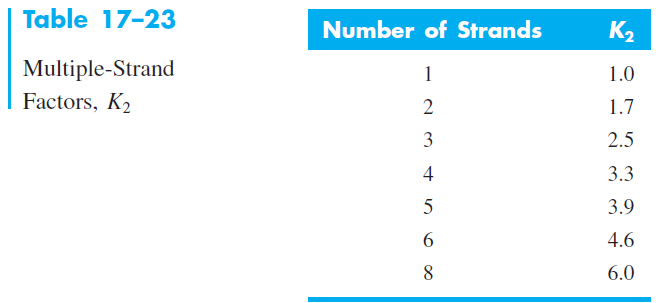 Table 17–23
Multiple-Strand
Factors, K₂
Number of Strands K₂
1 1.0
2 1.7
3 2.5
4 3.3
5 3.9
6 4.6
8 6.0